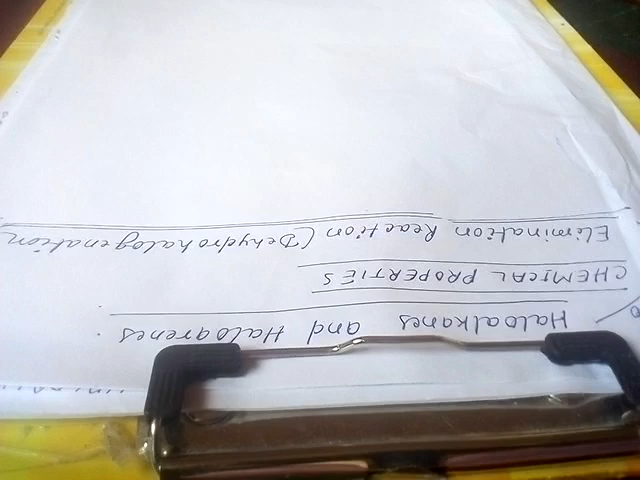 Haloalkanes and Haloarenes
CHEMICAL PROPERTIES
Elimination Reaction (Dehydrohalogenation